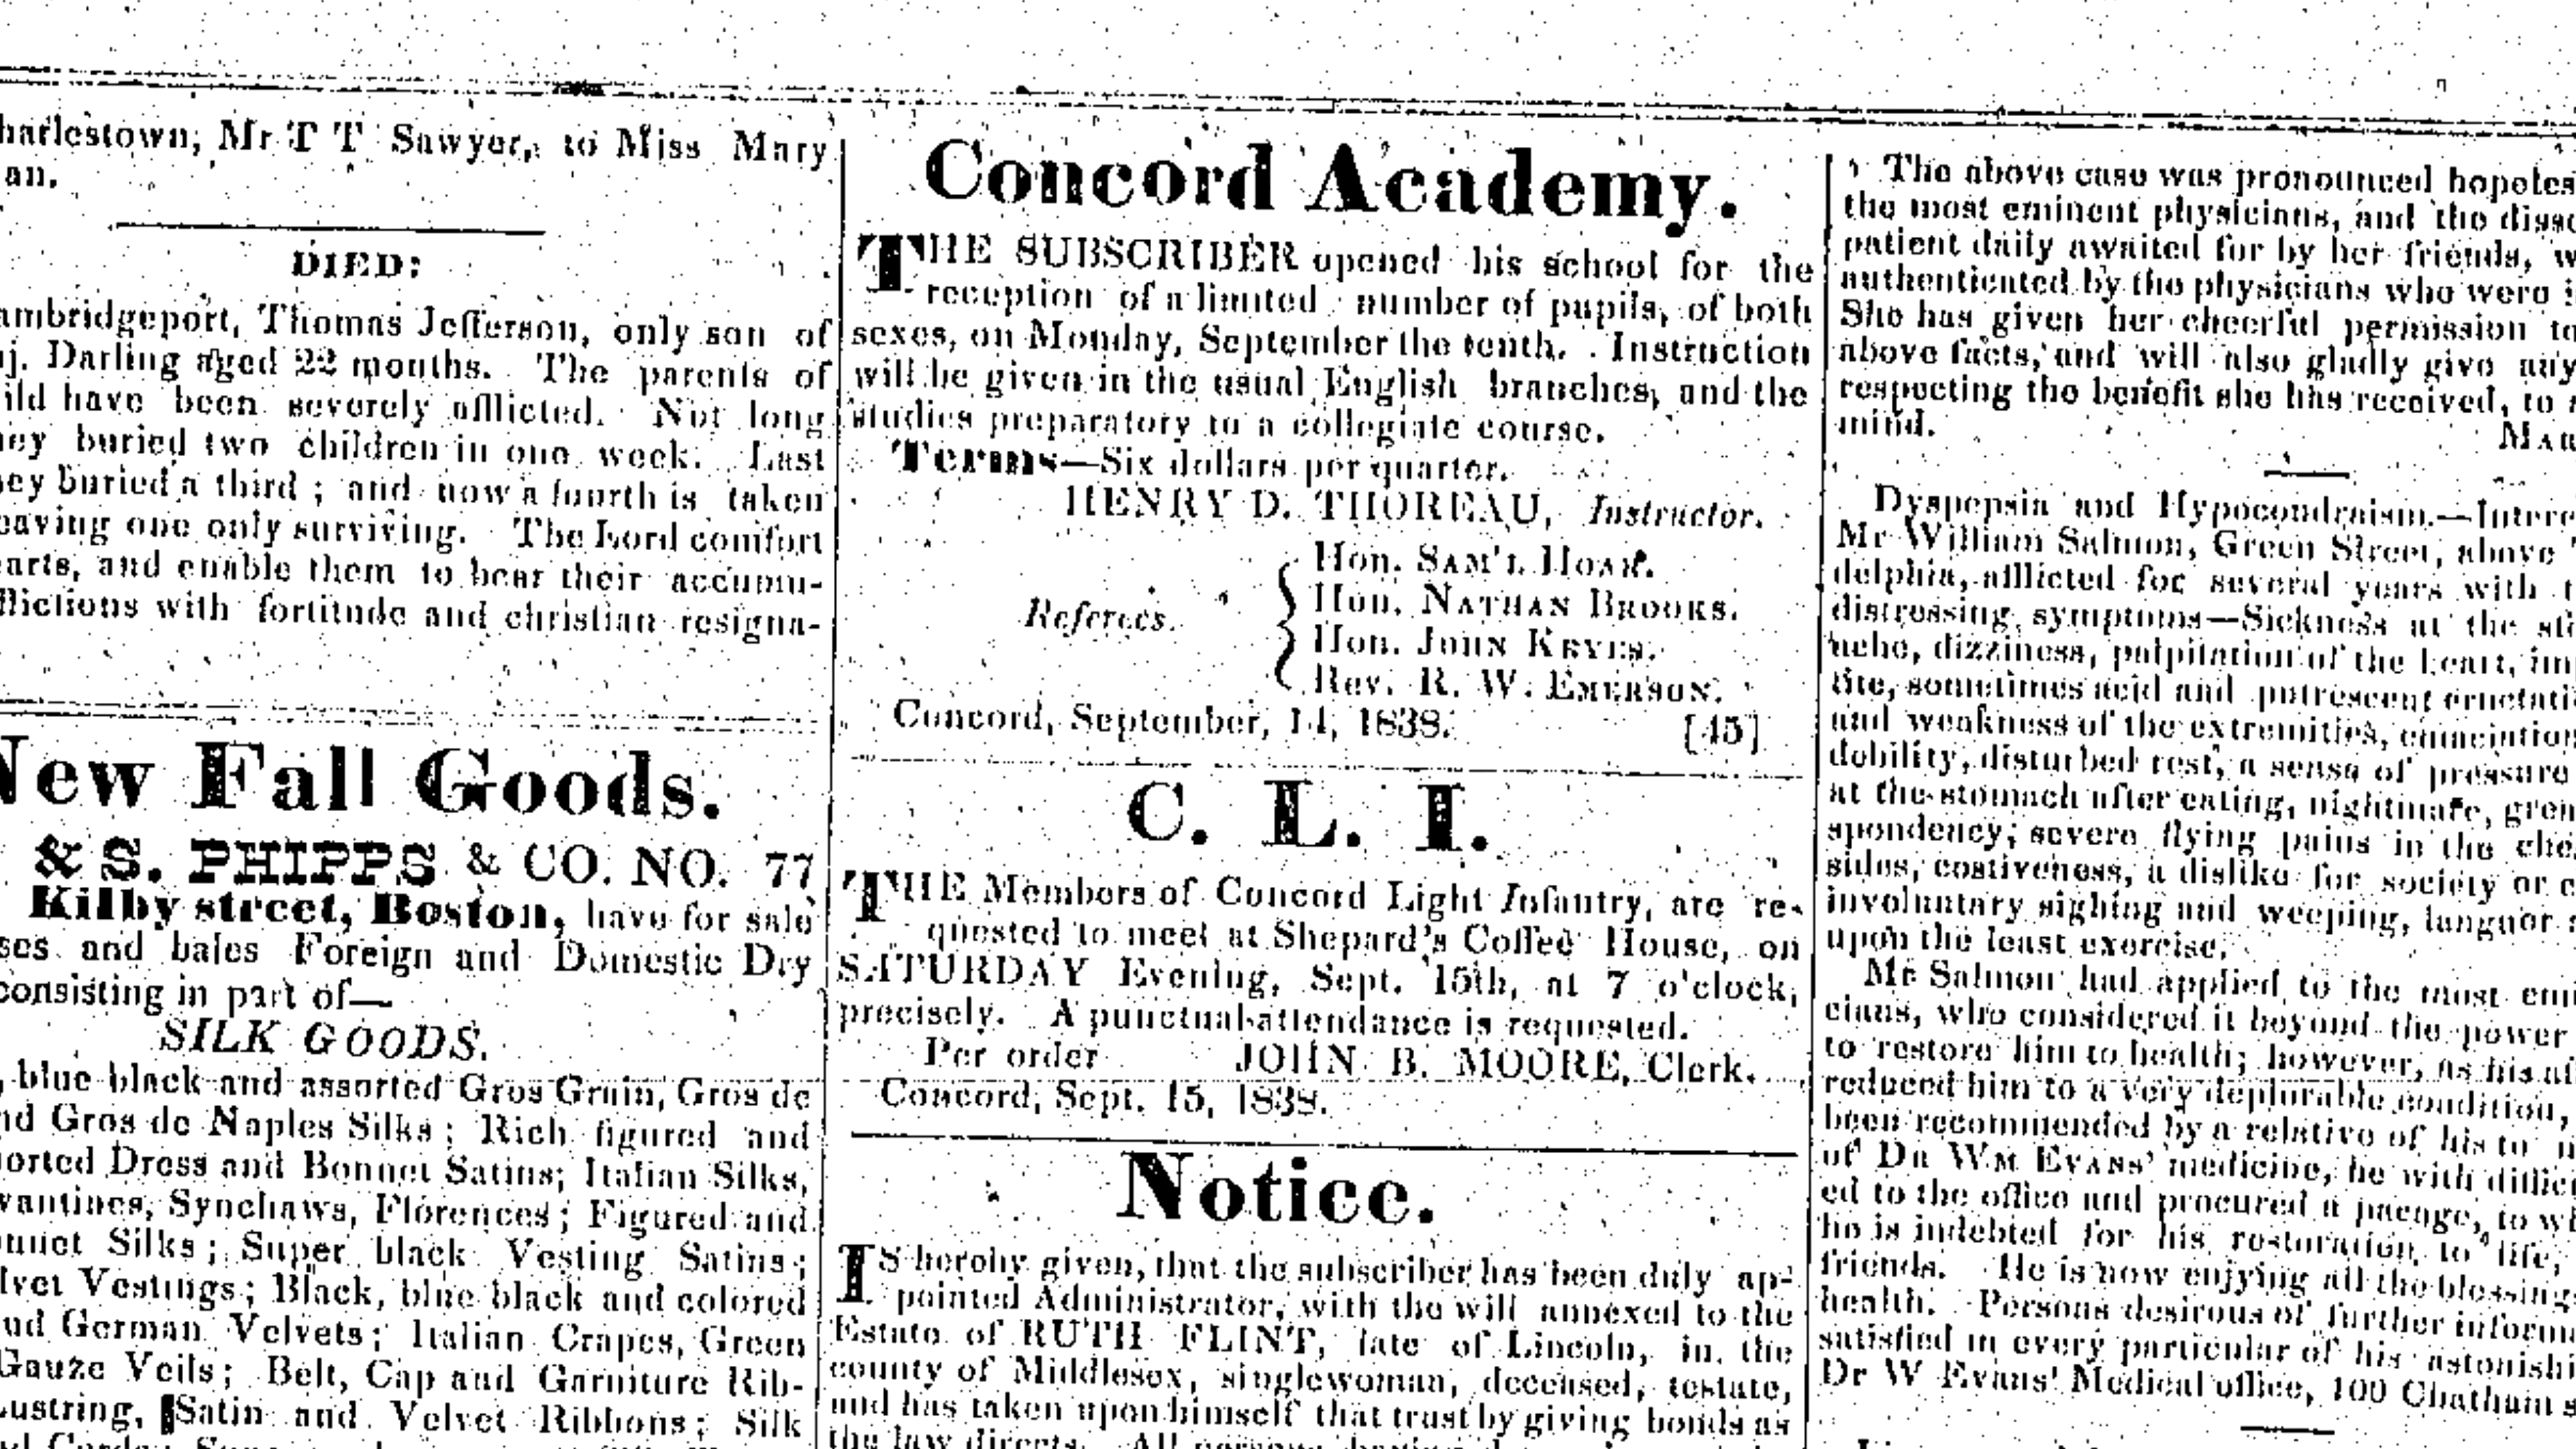 harlestown, Mr T T Sawyer, to Miss Mary
an.
DIED:
ambridgeport, Thomas Jefferson, only son of
j. Darling aged 22 months. The parents of
ild have been severely afflicted. Not long
ey buried two children in one week. Last
ey buried a third ; and now a fourth is taken
eaving one only surviving. The Lord comfort
earts, and enable them to bear their accumu-
flictions with fortitude and christian resigna-
New Fall Goods.
& S. PHIPPS & CO. NO. 77
Kilby street, Boston, have for sale
ses and bales Foreign and Domestic Dry
consisting in part of—
SILK GOODS.
, blue black and assorted Gros Grain, Gros de
nd Gros de Naples Silks ; Rich figured and
orted Dress and Bonnet Satins; Italian Silks,
vantines, Synchaws, Florences ; Figured and
onnet Silks ; Super black Vesting Satins ;
lvet Vestings ; Black, blue black and colored
nd German Velvets ; Italian Crapes, Green
Gauze Veils ; Belt, Cap and Garniture Rib-
Lustring, Satin and Velvet Ribbons ; Silk
Concord Academy.
THE SUBSCRIBER opened his school for the
reception of a limited number of pupils, of both
sexes, on Monday, September the tenth. Instruction
will be given in the usual English branches, and the
studies preparatory to a collegiate course.
Terms—Six dollars per quarter.
HENRY D. THOREAU, Instructor.
Referees.
Hon. SAM'L HOAR.
Hon. NATHAN BROOKS.
Hon. JOHN KEYES.
Rev. R. W. EMERSON.
Concord, September, 14, 1838. [45]
C. L. I.
THE Members of Concord Light Infantry, are re-
quested to meet at Shepard's Coffee House, on
SATURDAY Evening, Sept. 15th, at 7 o'clock,
precisely. A punctual attendance is requested.
Per order JOHN B. MOORE, Clerk.
Concord, Sept. 15, 1838.
Notice.
IS hereby given, that the subscriber has been duly ap-
pointed Administrator, with the will annexed to the
Estate of RUTH FLINT, late of Lincoln, in the
county of Middlesex, singlewoman, deceased, testate,
and has taken upon himself that trust by giving bonds as
the law directs. All persons
The above case was pronounced hopeles
the most eminent physicians, and the disso
patient daily awaited for by her friends, w
authenticated by the physicians who were i
She has given her cheerful permission to
above facts, and will also gladly give any
respecting the benefit she has received, to
mind.
MAR
Dyspepsia and Hypocondraism.—Intere
Mr William Salmon, Green Street, above
delphia, afflicted for several years with t
distressing symptoms—Sickness at the sto
ache, dizziness, palpitation of the heart, im
tite, sometimes acid and putrescent eructati
and weakness of the extremities, emaciation
debility, disturbed rest, a sense of pressure
at the stomach after eating, nightmare, grea
spondency, severe flying pains in the che
sides, costiveness, a dislike for society or c
involuntary sighing and weeping, languor
upon the least exercise.
Mr Salmon had applied to the most emi
cians, who considered it beyond the power
to restore him to health; however, as his af
reduced him to a very deplorable condition,
been recommended by a relative of his to
of DR WM EVANS' medicine, he with diffic
ed to the office and procured a pacage, to wh
he is indebted for his restoration to life,
friends. He is now enjying all the blessing
health. Persons desirous of further inform
satisfied in every particular of his astonishi
Dr W Evans' Medical office, 100 Chatham s